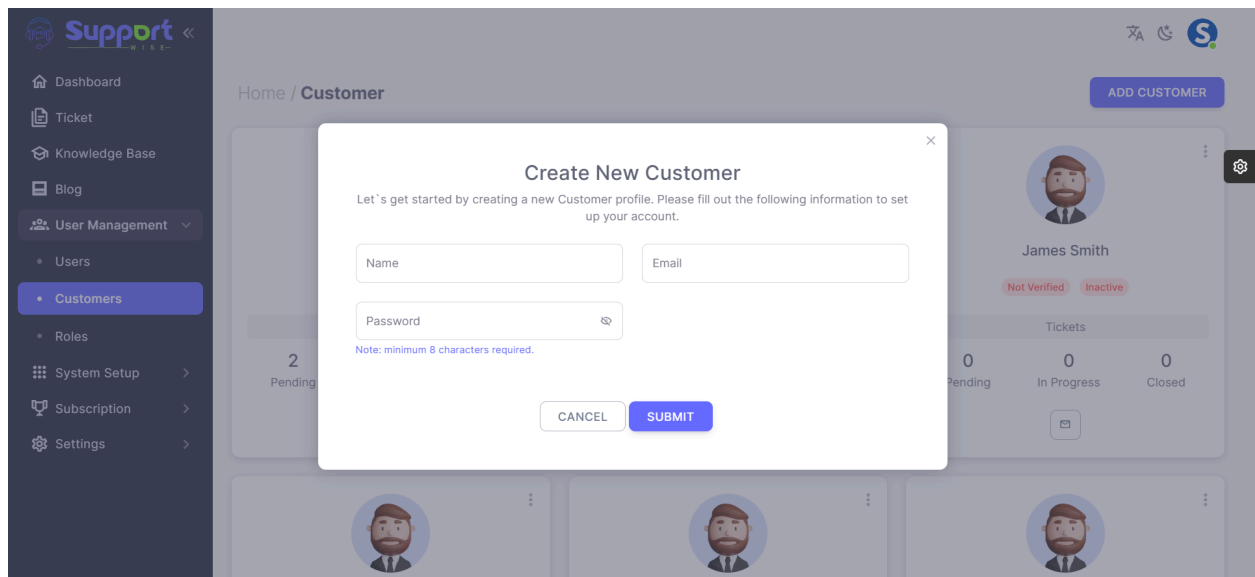 Support
WISE
Dashboard
Ticket
Knowledge Base
Blog
User Management
Users
Customers
Roles
System Setup
Subscription
Settings
Home / Customer
ADD CUSTOMER
Create New Customer
Let`s get started by creating a new Customer profile. Please fill out the following information to set
up your account.
Name
Email
Password
Note: minimum 8 characters required.
CANCEL
SUBMIT
2
Pending
James Smith
Not Verified
Inactive
Tickets
0
0
0
Pending
In Progress
Closed